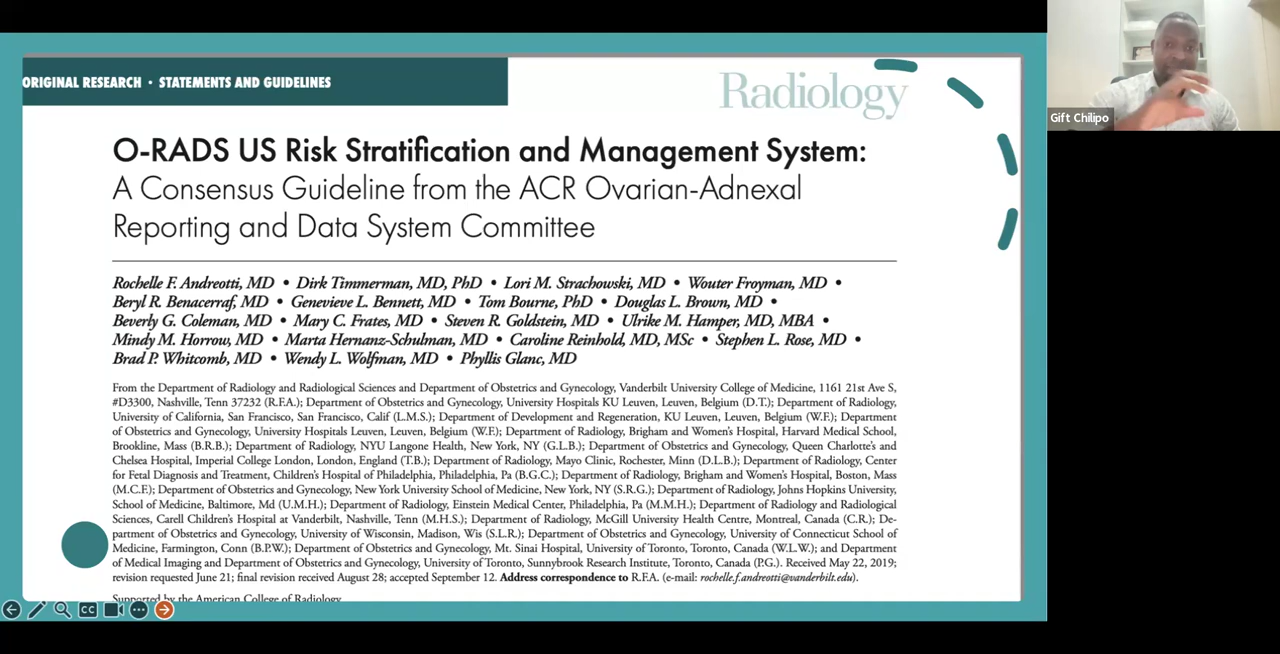 ORIGINAL RESEARCH • STATEMENTS AND GUIDELINES
Radiology
O-RADS US Risk Stratification and Management System:
A Consensus Guideline from the ACR Ovarian-Adnexal
Reporting and Data System Committee
Rochelle F. Andreotti, MD • Dirk Timmerman, MD, PhD • Lori M. Strachowski, MD • Wouter Froyman, MD •
Beryl R. Benacerraf, MD • Genevieve L. Bennett, MD • Tom Bourne, PhD • Douglas L. Brown, MD •
Beverly G. Coleman, MD • Mary C. Frates, MD • Steven R. Goldstein, MD • Ulrike M. Hamper, MD, MBA •
Mindy M. Horrow, MD • Marta Hernanz-Schulman, MD • Caroline Reinhold, MD, MSc • Stephen L. Rose, MD •
Brad P. Whitcomb, MD • Wendy L. Wolfman, MD • Phyllis Glanc, MD
From the Department of Radiology and Radiological Sciences and Department of Obstetrics and Gynecology, Vanderbilt University College of Medicine, 1161 21st Ave S,
#D3300, Nashville, Tenn 37232 (R.F.A.); Department of Obstetrics and Gynecology, University Hospitals KU Leuven, Leuven, Belgium (D.T.); Department of Radiology,
University of California, San Francisco, San Francisco, Calif (L.M.S.); Department of Development and Regeneration, KU Leuven, Leuven, Belgium (W.F.); Department
of Obstetrics and Gynecology, University Hospitals Leuven, Leuven, Belgium (W.F.); Department of Radiology, Brigham and Women's Hospital, Harvard Medical School,
Brookline, Mass (B.R.B.); Department of Radiology, NYU Langone Health, New York, NY (G.L.B.); Department of Obstetrics and Gynecology, Queen Charlotte's and
Chelsea Hospital, Imperial College London, London, England (T.B.); Department of Radiology, Mayo Clinic, Rochester, Minn (D.L.B.); Department of Radiology, Center
for Fetal Diagnosis and Treatment, Children's Hospital of Philadelphia, Philadelphia, Pa (B.G.C.); Department of Radiology, Brigham and Women's Hospital, Boston, Mass
(M.C.F.); Department of Obstetrics and Gynecology, New York University School of Medicine, New York, NY (S.R.G.); Department of Radiology, Johns Hopkins University,
School of Medicine, Baltimore, Md (U.M.H.); Department of Radiology, Einstein Medical Center, Philadelphia, Pa (M.M.H.); Department of Radiology and Radiological
Sciences, Carell Children's Hospital at Vanderbilt, Nashville, Tenn (M.H.S.); Department of Radiology, McGill University Health Centre, Montreal, Canada (C.R.); De-
partment of Obstetrics and Gynecology, University of Wisconsin, Madison, Wis (S.L.R.); Department of Obstetrics and Gynecology, University of Connecticut School of
Medicine, Farmington, Conn (B.P.W.); Department of Obstetrics and Gynecology, Mt. Sinai Hospital, University of Toronto, Toronto, Canada (W.L.W.); and Department
of Medical Imaging and Department of Obstetrics and Gynecology, University of Toronto, Sunnybrook Research Institute, Toronto, Canada (P.G.). Received May 22, 2019;
revision requested June 21; final revision received August 28; accepted September 12. Address correspondence to R.F.A. (e-mail: rochelle.f.andreotti@vanderbilt.edu).
Supported by the American College of Radiology
CC
Gift Chilipo